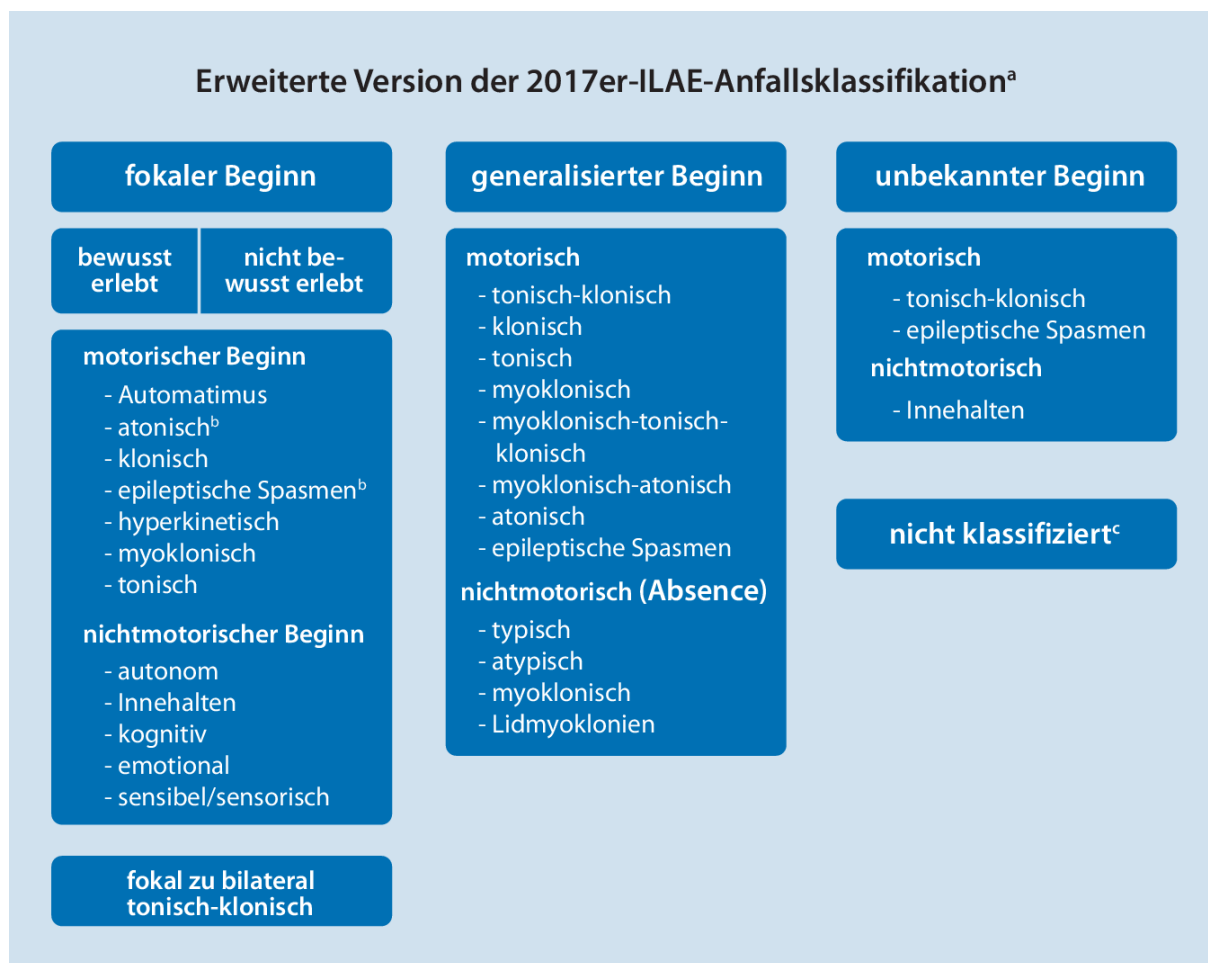 Erweiterte Version der 2017er-ILAE-Anfallsklassifikationᵃ
fokaler Beginn
bewusst
erlebt
nicht be-
wusst erlebt
motorischer Beginn
- Automatimus
- atonischᵇ
- klonisch
- epileptische Spasmenᵇ
- hyperkinetisch
- myoklonisch
- tonisch
nichtmotorischer Beginn
- autonom
- Innehalten
- kognitiv
- emotional
- sensibel/sensorisch
fokal zu bilateral
tonisch-klonisch
generalisierter Beginn
motorisch
- tonisch-klonisch
- klonisch
- tonisch
- myoklonisch
- myoklonisch-tonisch-
klonisch
- myoklonisch-atonisch
- atonisch
- epileptische Spasmen
nichtmotorisch (Absence)
- typisch
- atypisch
- myoklonisch
- Lidmyoklonien
unbekannter Beginn
motorisch
- tonisch-klonisch
- epileptische Spasmen
nichtmotorisch
- Innehalten
nicht klassifiziertᶜ